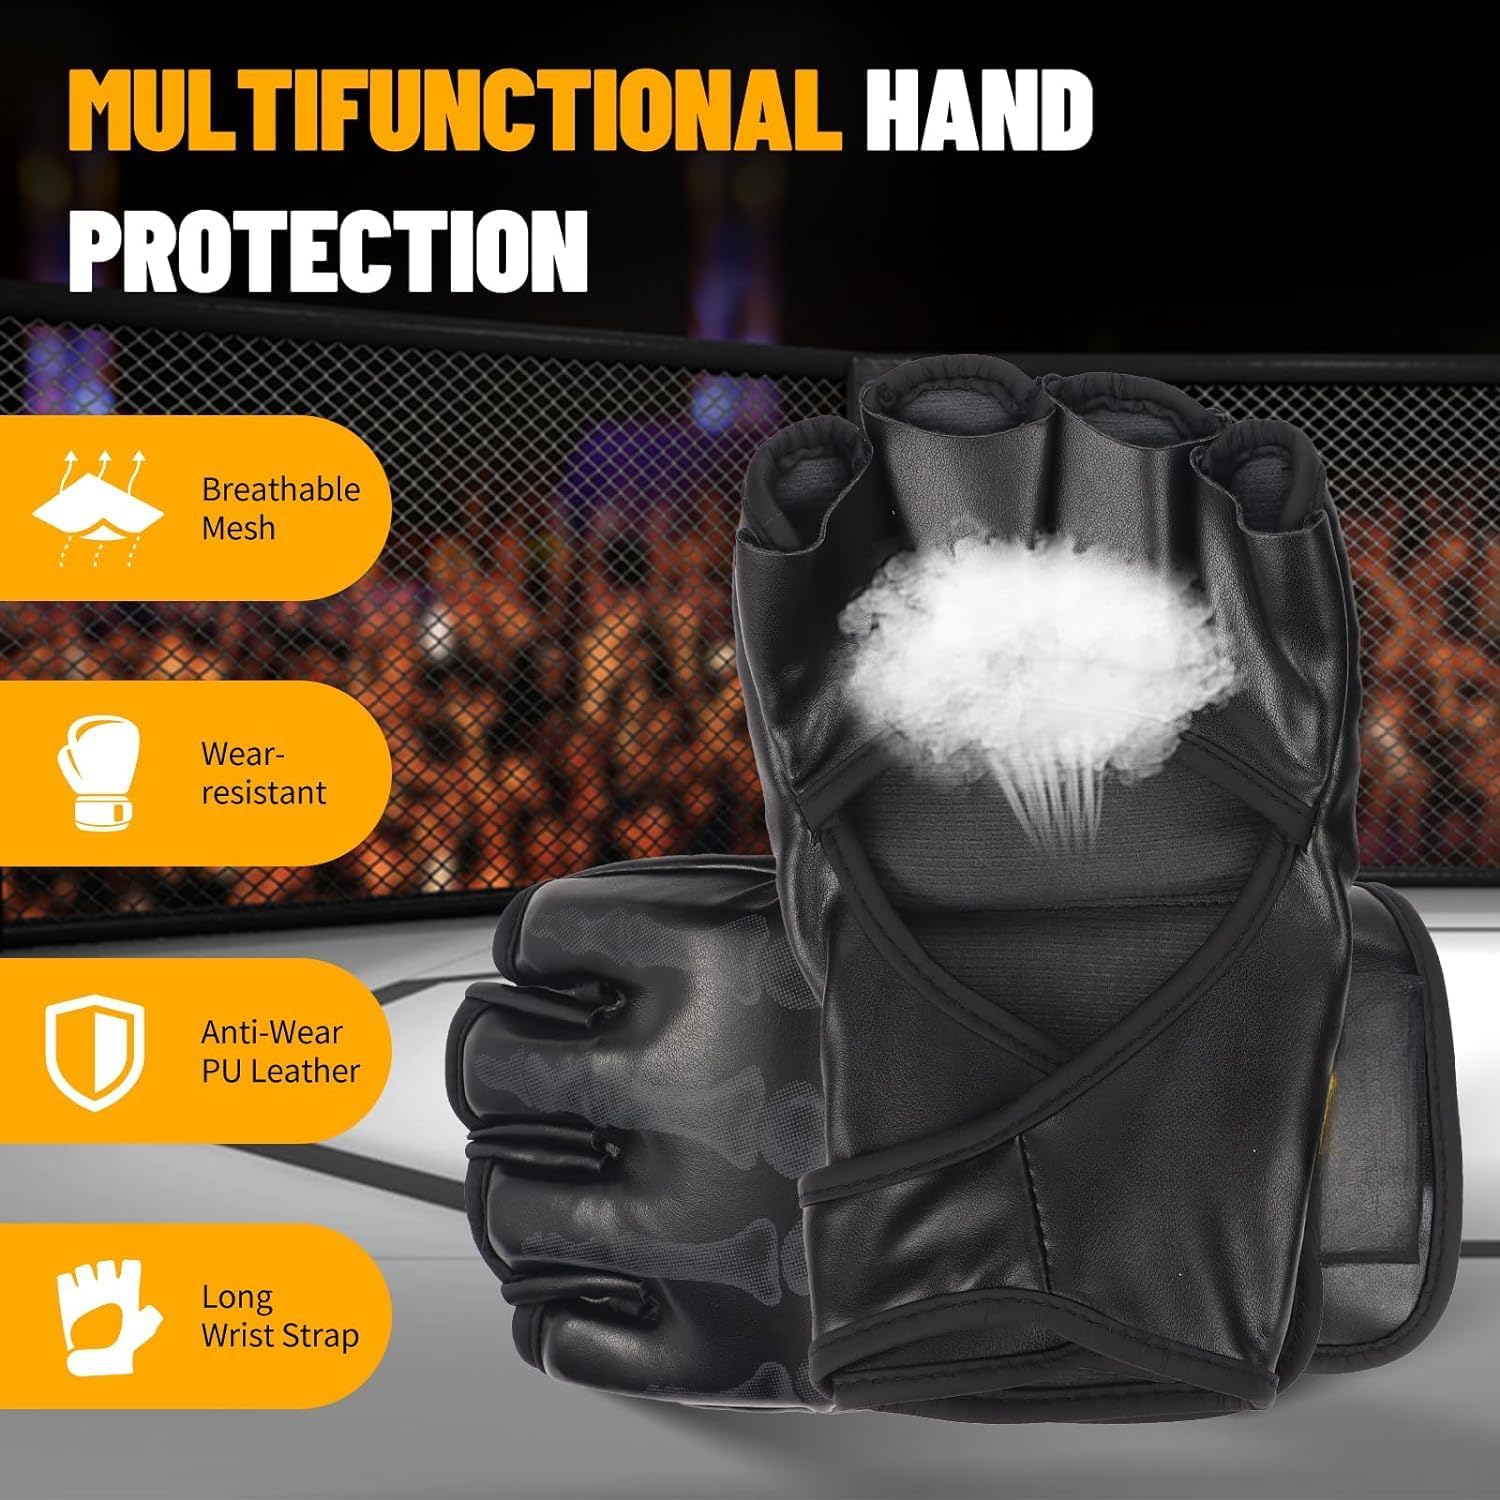 MULTIFUNCTIONAL HAND
PROTECTION
Breathable
Mesh
Wear-
resistant
Anti-Wear
PU Leather
Long
Wrist Strap